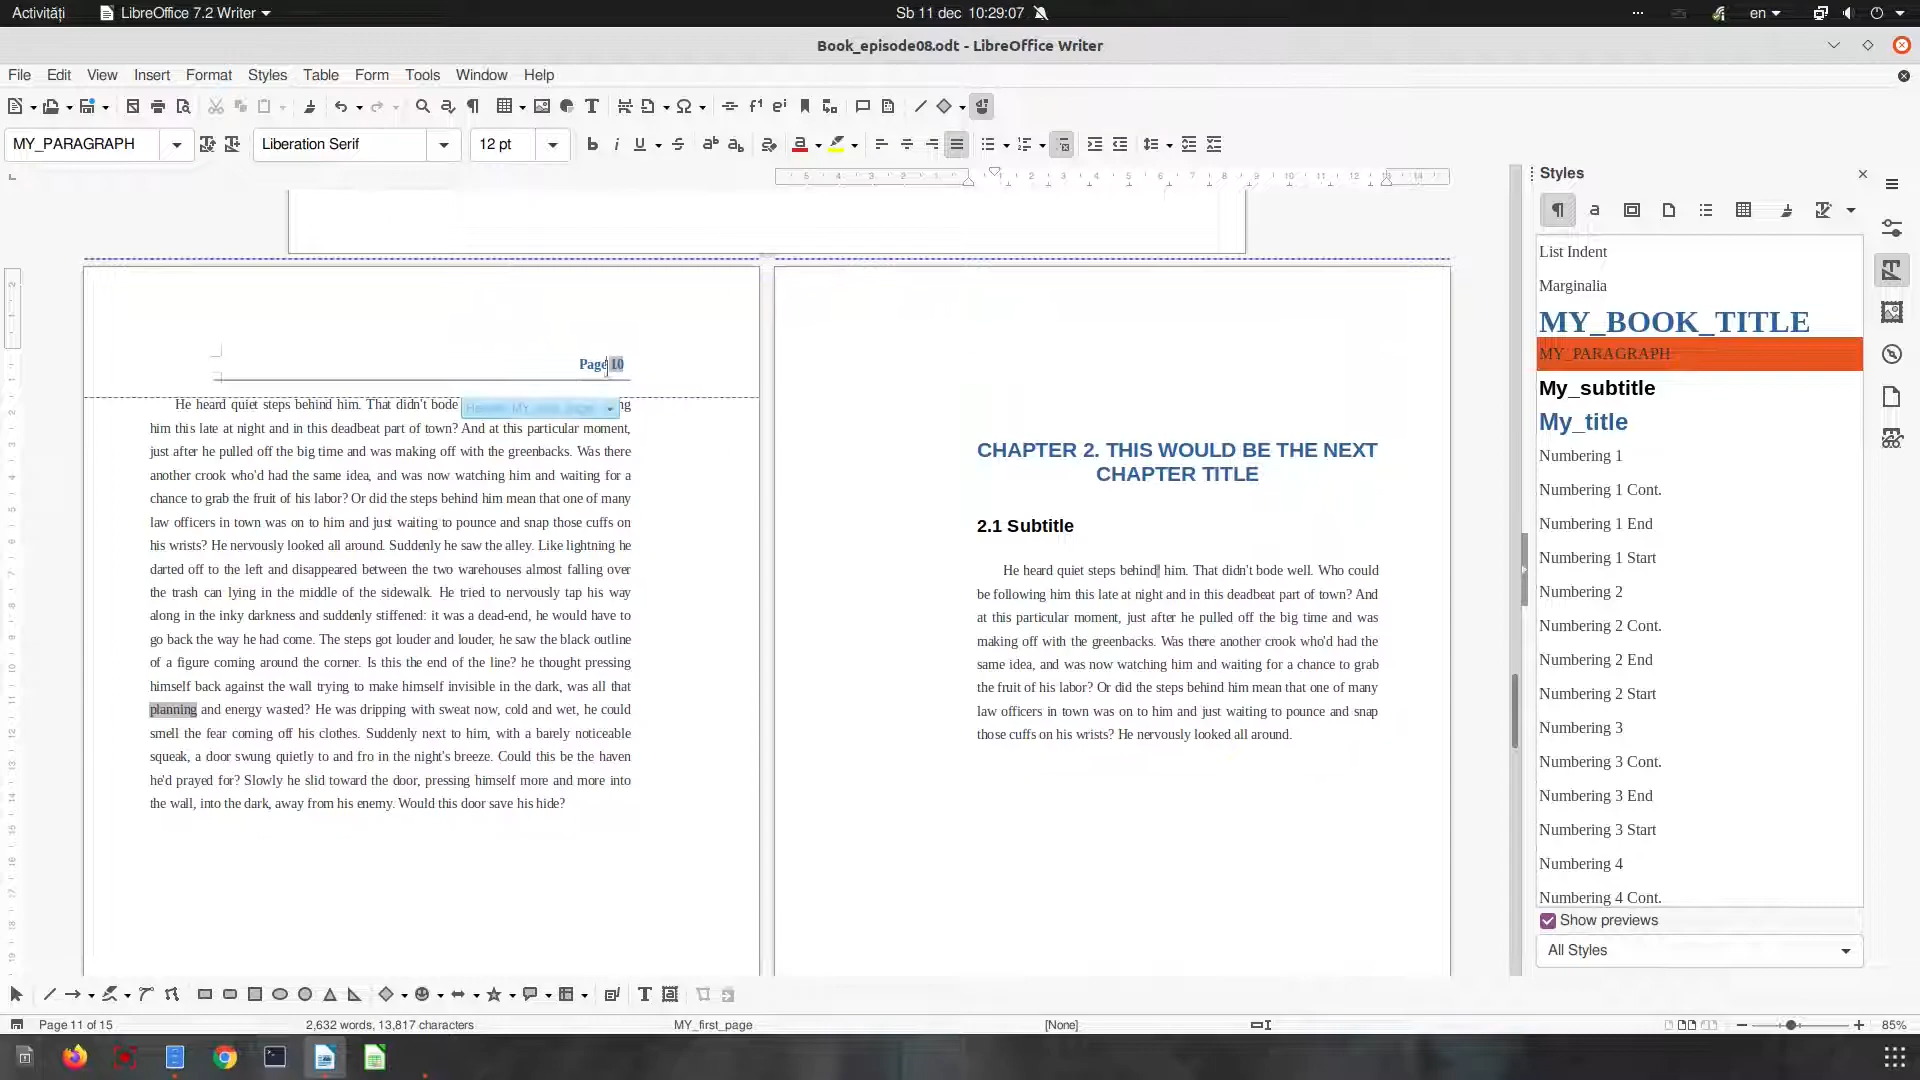 Activități
LibreOffice 7.2 Writer
Sb 11 dec 10:29:07
en
Book_episode08.odt - LibreOffice Writer
File Edit View Insert Format Styles Table Form Tools Window Help
MY_PARAGRAPH
Liberation Serif
12 pt
Page 10
He heard quiet steps behind him. That didn't bode ng
him this late at night and in this deadbeat part of town? And at this particular moment,
just after he pulled off the big time and was making off with the greenbacks. Was there
another crook who'd had the same idea, and was now watching him and waiting for a
chance to grab the fruit of his labor? Or did the steps behind him mean that one of many
law officers in town was on to him and just waiting to pounce and snap those cuffs on
his wrists? He nervously looked all around. Suddenly he saw the alley. Like lightning he
darted off to the left and disappeared between the two warehouses almost falling over
the trash can lying in the middle of the sidewalk. He tried to nervously tap his way
along in the inky darkness and suddenly stiffened: it was a dead-end, he would have to
go back the way he had come. The steps got louder and louder, he saw the black outline
of a figure coming around the corner. Is this the end of the line? he thought pressing
himself back against the wall trying to make himself invisible in the dark, was all that
planning and energy wasted? He was dripping with sweat now, cold and wet, he could
smell the fear coming off his clothes. Suddenly next to him, with a barely noticeable
squeak, a door swung quietly to and fro in the night's breeze. Could this be the haven
he'd prayed for? Slowly he slid toward the door, pressing himself more and more into
the wall, into the dark, away from his enemy. Would this door save his hide?
CHAPTER 2. THIS WOULD BE THE NEXT
CHAPTER TITLE
2.1 Subtitle
He heard quiet steps behind him. That didn't bode well. Who could
be following him this late at night and in this deadbeat part of town? And
at this particular moment, just after he pulled off the big time and was
making off with the greenbacks. Was there another crook who'd had the
same idea, and was now watching him and waiting for a chance to grab
the fruit of his labor? Or did the steps behind him mean that one of many
law officers in town was on to him and just waiting to pounce and snap
those cuffs on his wrists? He nervously looked all around.
Styles
List Indent
Marginalia
MY_BOOK_TITLE
MY_PARAGRAPH
My_subtitle
My_title
Numbering 1
Numbering 1 Cont.
Numbering 1 End
Numbering 1 Start
Numbering 2
Numbering 2 Cont.
Numbering 2 End
Numbering 2 Start
Numbering 3
Numbering 3 Cont.
Numbering 3 End
Numbering 3 Start
Numbering 4
Numbering 4 Cont.
Show previews
All Styles
Page 11 of 15
2,632 words, 13,817 characters
MY_first_page
[None]
85%